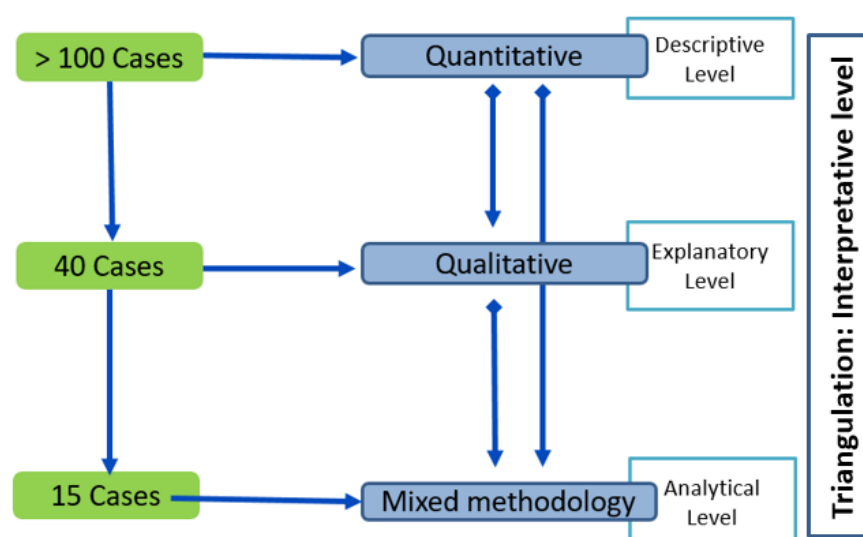 > 100 Cases
Quantitative
Descriptive
Level
40 Cases
Qualitative
Explanatory
Level
15 Cases
Mixed methodology
Analytical
Level
Triangulation: Interpretative level